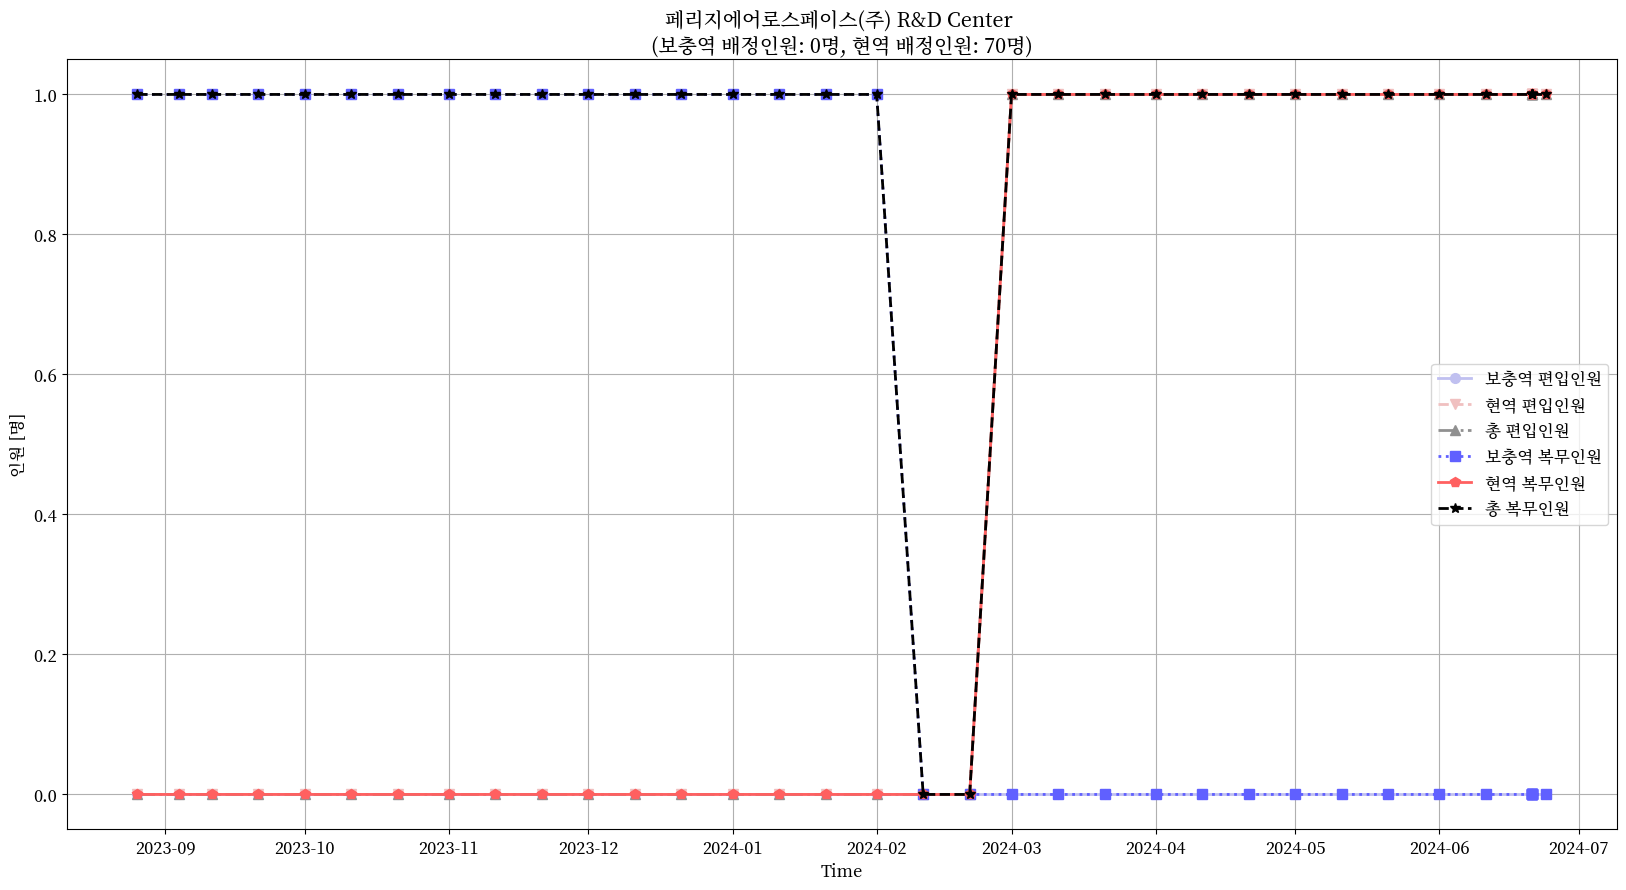 페리지에어로스페이스(주) R&D Center
(보충역 배정인원: 0명, 현역 배정인원: 70명)
인원 [명]
1.0
0.8
0.6
0.4
0.2
0.0
보충역 편입인원
현역 편입인원
총 편입인원
보충역 복무인원
현역 복무인원
총 복무인원
2023-09 2023-10 2023-11 2023-12 2024-01 2024-02 2024-03 2024-04 2024-05 2024-06 2024-07
Time